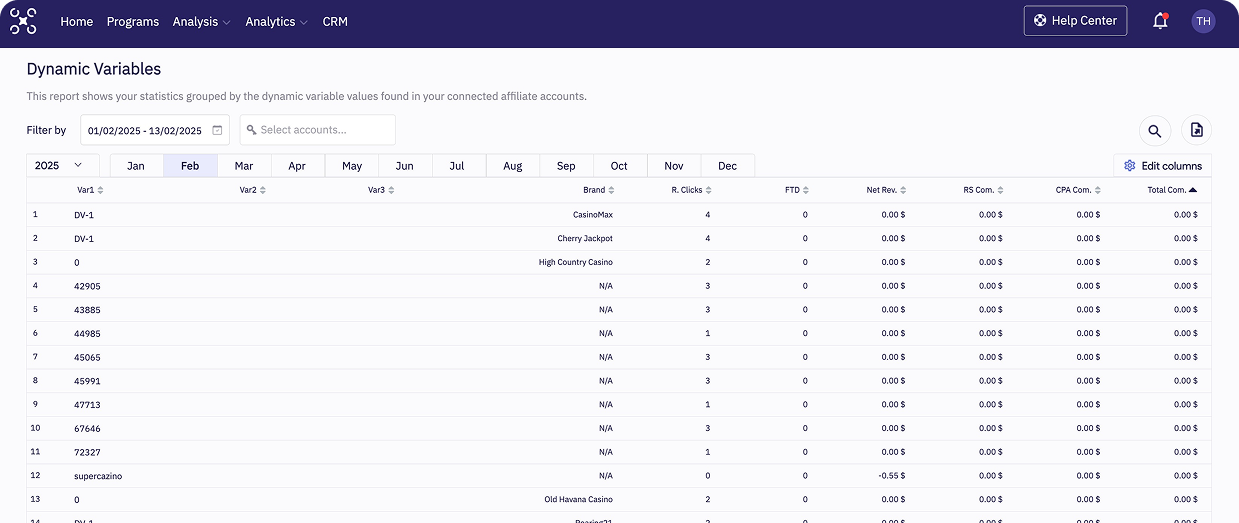 Home Programs Analysis Analytics CRM Help Center TH
Dynamic Variables
This report shows your statistics grouped by the dynamic variable values found in your connected affiliate accounts.
Filter by 01/02/2025 - 13/02/2025 Select accounts...
2025 Jan Feb Mar Apr May Jun Jul Aug Sep Oct Nov Dec Edit columns
Var1 Var2 Var3 Brand R. Clicks FTD Net Rev. RS Com. CPA Com. Total Com.
1 DV-1 CasinoMax 4 0 0.00 $ 0.00 $ 0.00 $ 0.00 $
2 DV-1 Cherry Jackpot 4 0 0.00 $ 0.00 $ 0.00 $ 0.00 $
3 0 High Country Casino 2 0 0.00 $ 0.00 $ 0.00 $ 0.00 $
4 42905 N/A 3 0 0.00 $ 0.00 $ 0.00 $ 0.00 $
5 43885 N/A 3 0 0.00 $ 0.00 $ 0.00 $ 0.00 $
6 44985 N/A 1 0 0.00 $ 0.00 $ 0.00 $ 0.00 $
7 45065 N/A 3 0 0.00 $ 0.00 $ 0.00 $ 0.00 $
8 45991 N/A 3 0 0.00 $ 0.00 $ 0.00 $ 0.00 $
9 47713 N/A 1 0 0.00 $ 0.00 $ 0.00 $ 0.00 $
10 67646 N/A 3 0 0.00 $ 0.00 $ 0.00 $ 0.00 $
11 72327 N/A 1 0 0.00 $ 0.00 $ 0.00 $ 0.00 $
12 supercazino N/A 0 0 -0.55 $ 0.00 $ 0.00 $ 0.00 $
13 0 Old Havana Casino 2 0 0.00 $ 0.00 $ 0.00 $ 0.00 $
14 DV-1